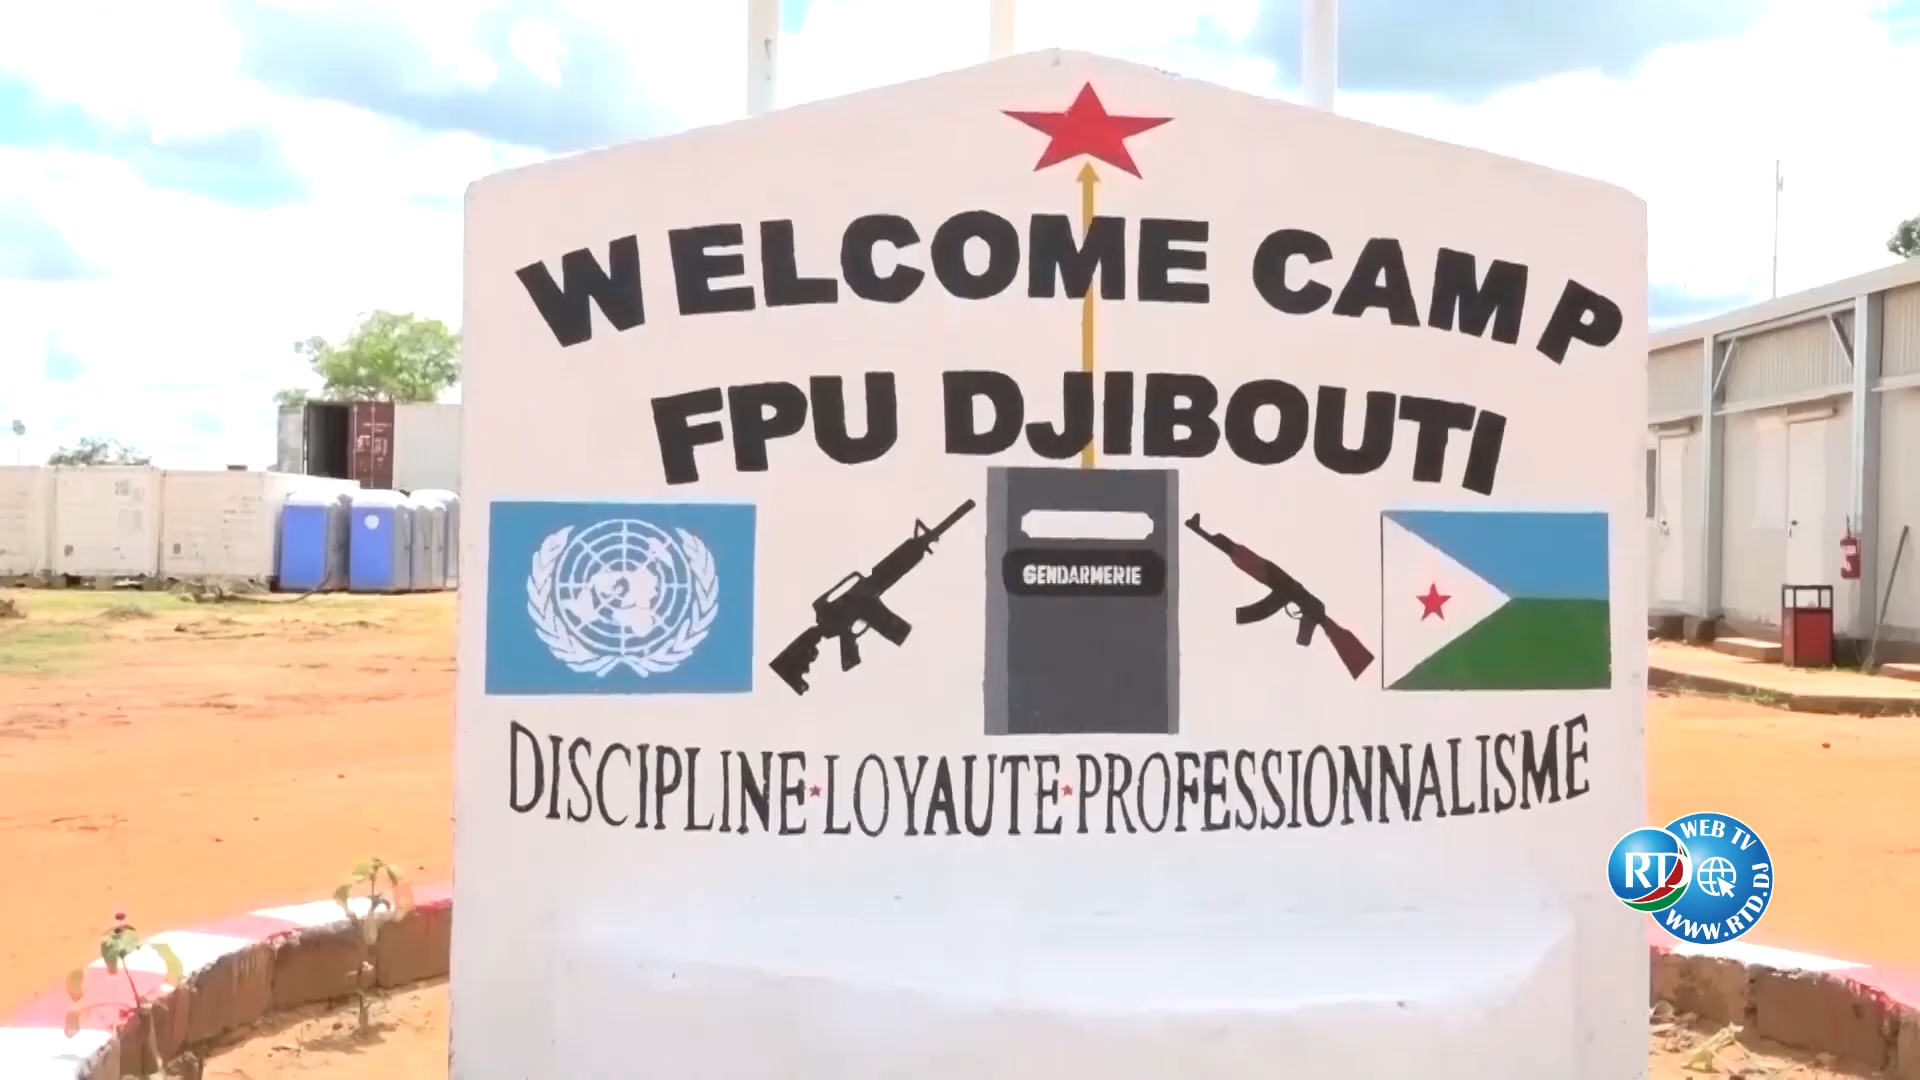 WELCOME CAMP
FPU DJIBOUTI
GENDARMERIE
DISCIPLINE★LOYAUTE★PROFESSIONNALISME
RTD
WEB TV
WWW.RTD.DJ